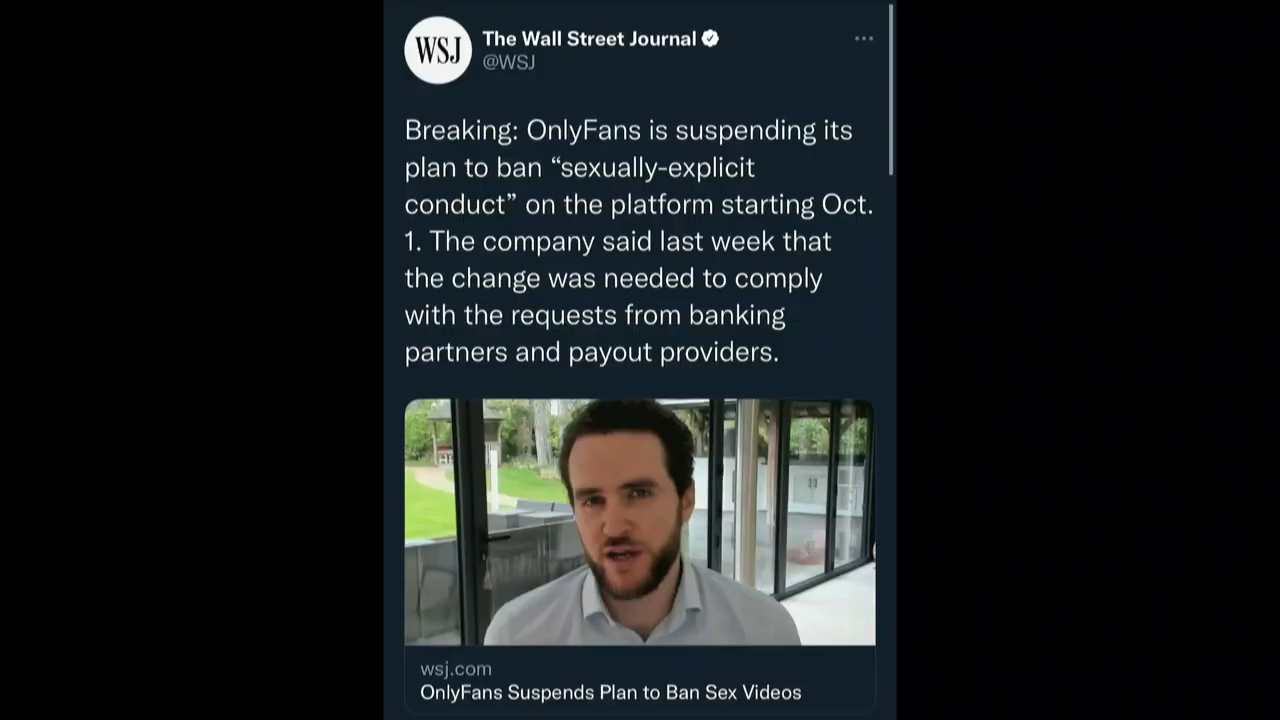 WSJ
The Wall Street Journal
@WSJ
Breaking: OnlyFans is suspending its
plan to ban “sexually-explicit
conduct” on the platform starting Oct.
1. The company said last week that
the change was needed to comply
with the requests from banking
partners and payout providers.
wsj.com
OnlyFans Suspends Plan to Ban Sex Videos